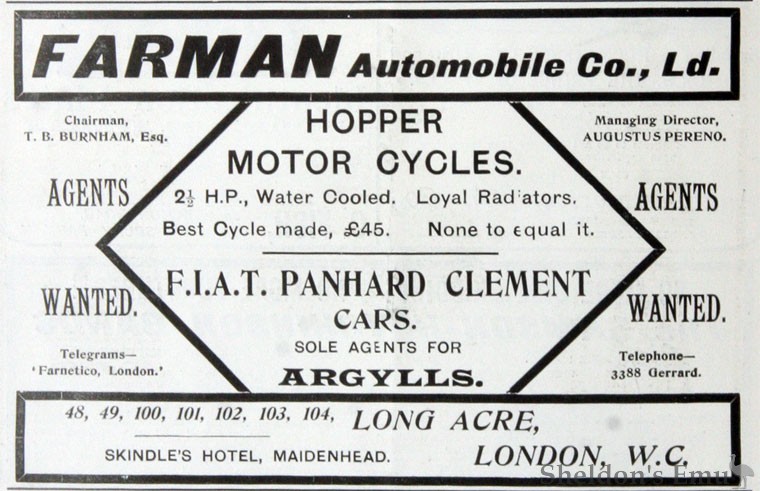 FARMAN Automobile Co., Ld.
Chairman,
T. B. BURNHAM, Esq.
Managing Director,
AUGUSTUS PERENO.
HOPPER
MOTOR CYCLES.
2½ H.P., Water Cooled. Loyal Radiators.
Best Cycle made, £45. None to equal it.
AGENTS
WANTED.
AGENTS
WANTED.
F.I.A.T. PANHARD CLEMENT
CARS.
SOLE AGENTS FOR
ARGYLLS.
Telegrams—
'Farnetico, London.'
Telephone—
3388 Gerrard.
48, 49, 100, 101, 102, 103, 104, LONG ACRE,
SKINDLE'S HOTEL, MAIDENHEAD. LONDON, W.C.
Sheldon's Emu